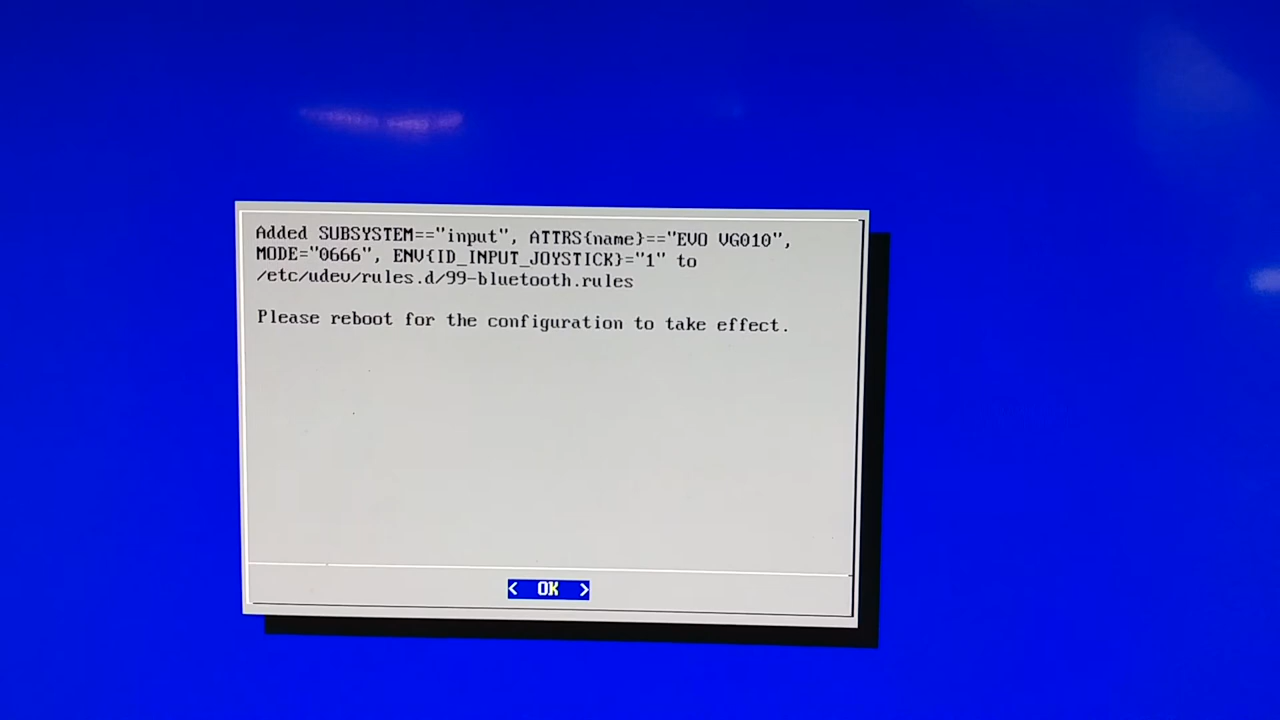 Added SUBSYSTEM=="input", ATTRS{name}=="EVO VG010",
MODE="0666", ENV{ID_INPUT_JOYSTICK}="1" to
/etc/udev/rules.d/99-bluetooth.rules
Please reboot for the configuration to take effect.
< OK >